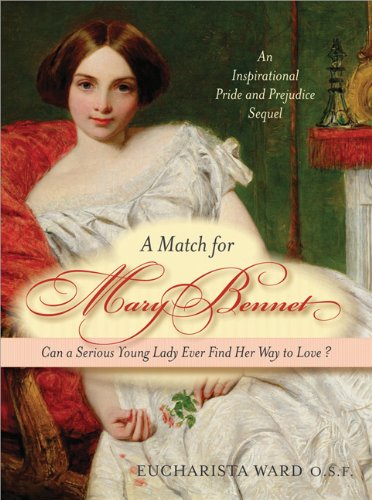 An
Inspirational
Pride and Prejudice
Sequel
A Match for
Mary Bennet
Can a Serious Young Lady Ever Find Her Way to Love?
EUCHARISTA WARD O.S.F.